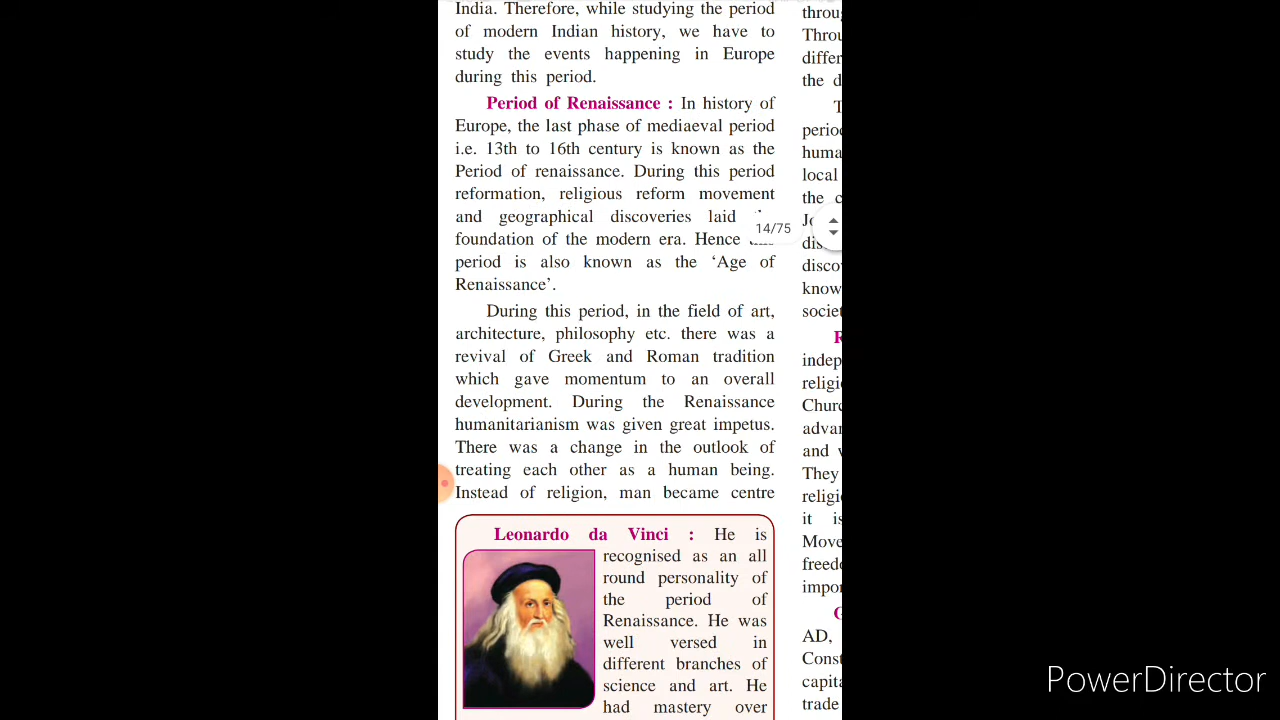 India. Therefore, while studying the period
of modern Indian history, we have to
study the events happening in Europe
during this period.
Period of Renaissance : In history of
Europe, the last phase of mediaeval period
i.e. 13th to 16th century is known as the
Period of renaissance. During this period
reformation, religious reform movement
and geographical discoveries laid
foundation of the modern era. Hence
period is also known as the ‘Age of
Renaissance’.
During this period, in the field of art,
architecture, philosophy etc. there was a
revival of Greek and Roman tradition
which gave momentum to an overall
development. During the Renaissance
humanitarianism was given great impetus.
There was a change in the outlook of
treating each other as a human being.
Instead of religion, man became centre
Leonardo da Vinci : He is
recognised as an all
round personality of
the period of
Renaissance. He was
well versed in
different branches of
science and art. He
had mastery over
14/75
Throu
differ
the d
T
perio
huma
local
the c
disco
know
societ
R
indep
religi
Churc
advan
and w
They
religi
it is
Move
freed
impor
G
AD,
Const
capita
trade
PowerDirector